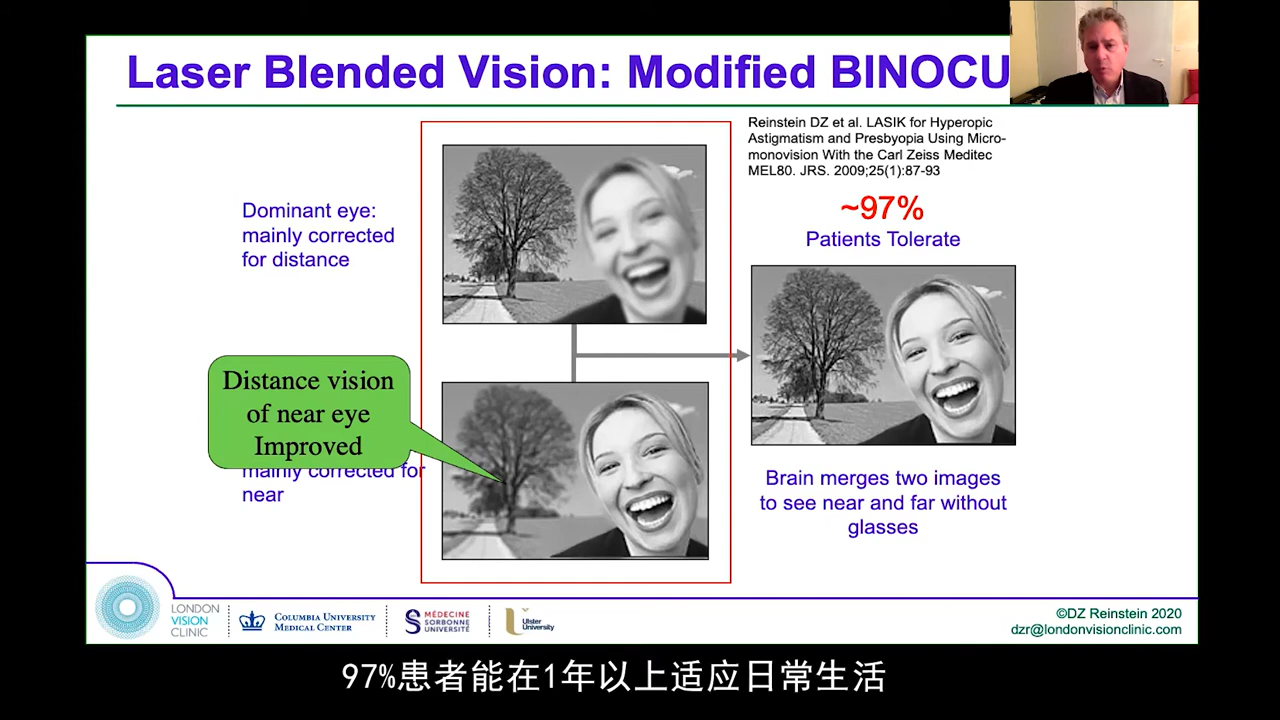 Laser Blended Vision: Modified BINOCU
Reinstein DZ et al. LASIK for Hyperopic
Astigmatism and Presbyopia Using Micro-
monovision With the Carl Zeiss Meditec
MEL80. JRS. 2009;25(1):87-93
~97%
Patients Tolerate
Dominant eye:
mainly corrected
for distance
Distance vision
of near eye
Improved
mainly corrected for
near
Brain merges two images
to see near and far without
glasses
LONDON
VISION
CLINIC
COLUMBIA UNIVERSITY
MEDICAL CENTER
S
MÉDECINE
SORBONNE
UNIVERSITÉ
Ulster
University
©DZ Reinstein 2020
dzr@londonvisionclinic.com
97%患者能在1年以上适应日常生活